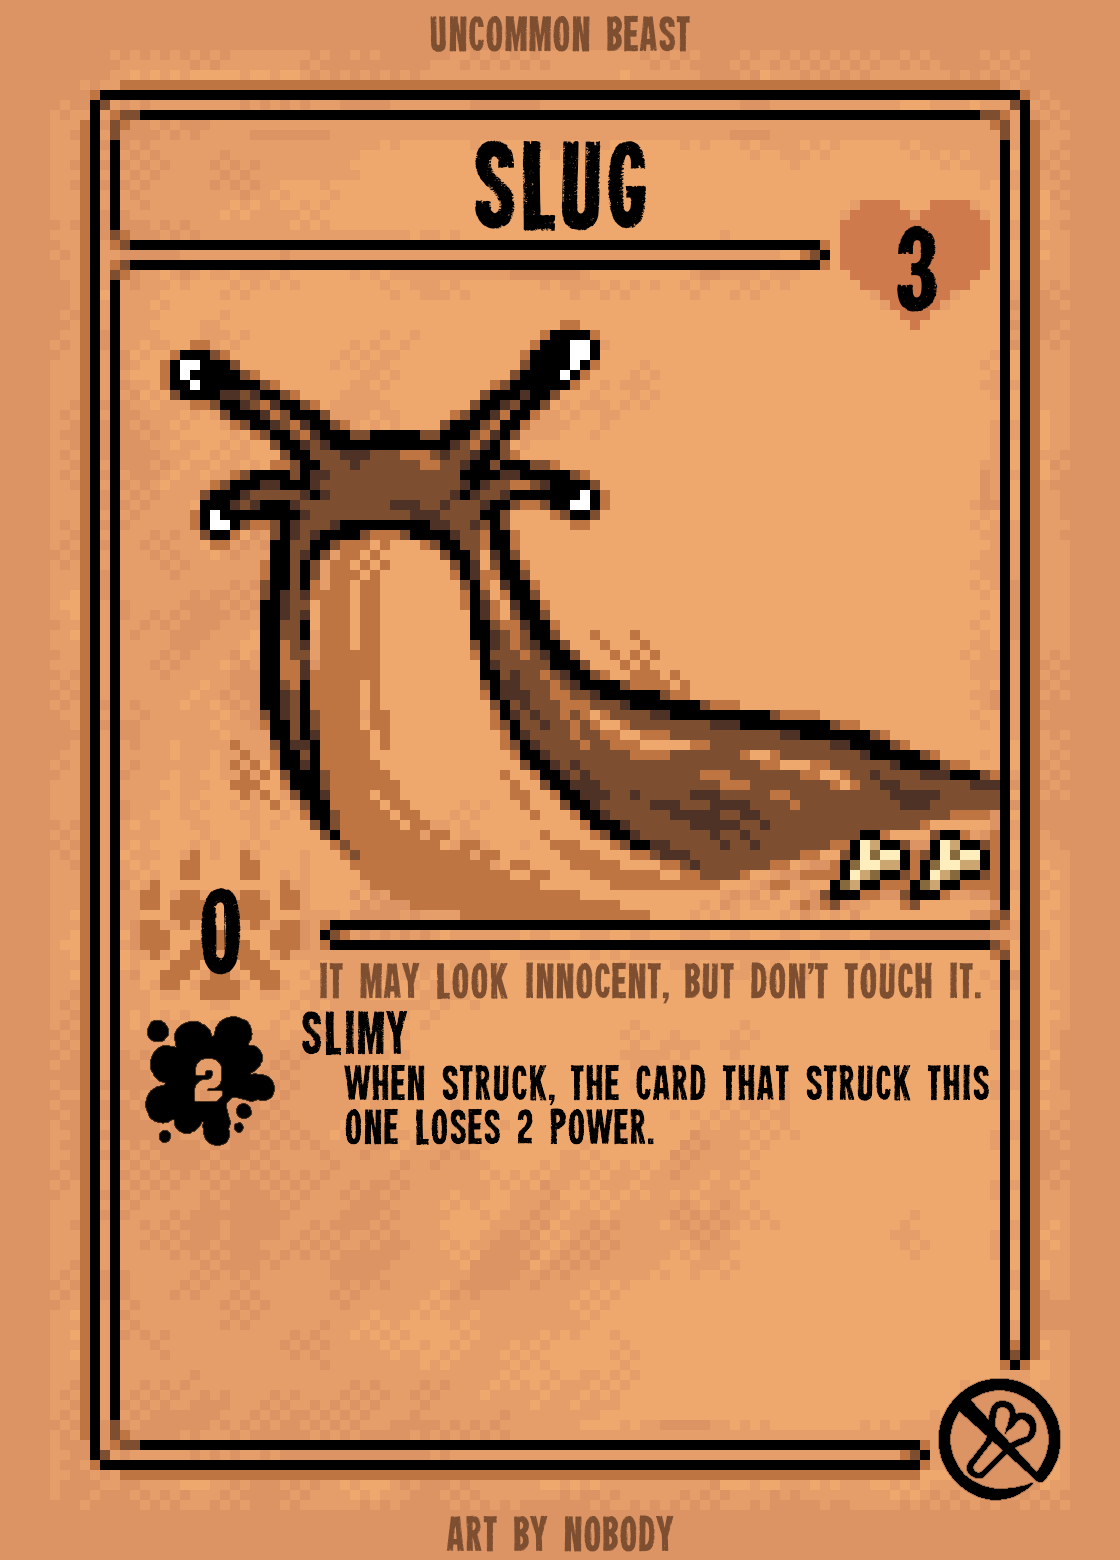 UNCOMMON BEAST
SLUG
3
0
IT MAY LOOK INNOCENT, BUT DON'T TOUCH IT.
SLIMY
2
WHEN STRUCK, THE CARD THAT STRUCK THIS
ONE LOSES 2 POWER.
ART BY NOBODY